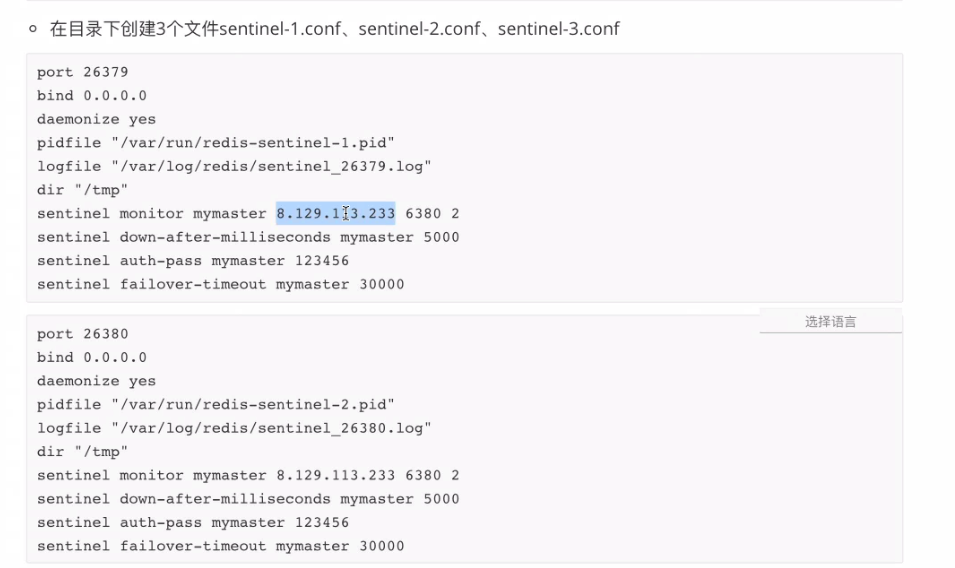 在目录下创建3个文件sentinel-1.conf、sentinel-2.conf、sentinel-3.conf
port 26379
bind 0.0.0.0
daemonize yes
pidfile "/var/run/redis-sentinel-1.pid"
logfile "/var/log/redis/sentinel_26379.log"
dir "/tmp"
sentinel monitor mymaster 8.129.113.233 6380 2
sentinel down-after-milliseconds mymaster 5000
sentinel auth-pass mymaster 123456
sentinel failover-timeout mymaster 30000
选择语言
port 26380
bind 0.0.0.0
daemonize yes
pidfile "/var/run/redis-sentinel-2.pid"
logfile "/var/log/redis/sentinel_26380.log"
dir "/tmp"
sentinel monitor mymaster 8.129.113.233 6380 2
sentinel down-after-milliseconds mymaster 5000
sentinel auth-pass mymaster 123456
sentinel failover-timeout mymaster 30000